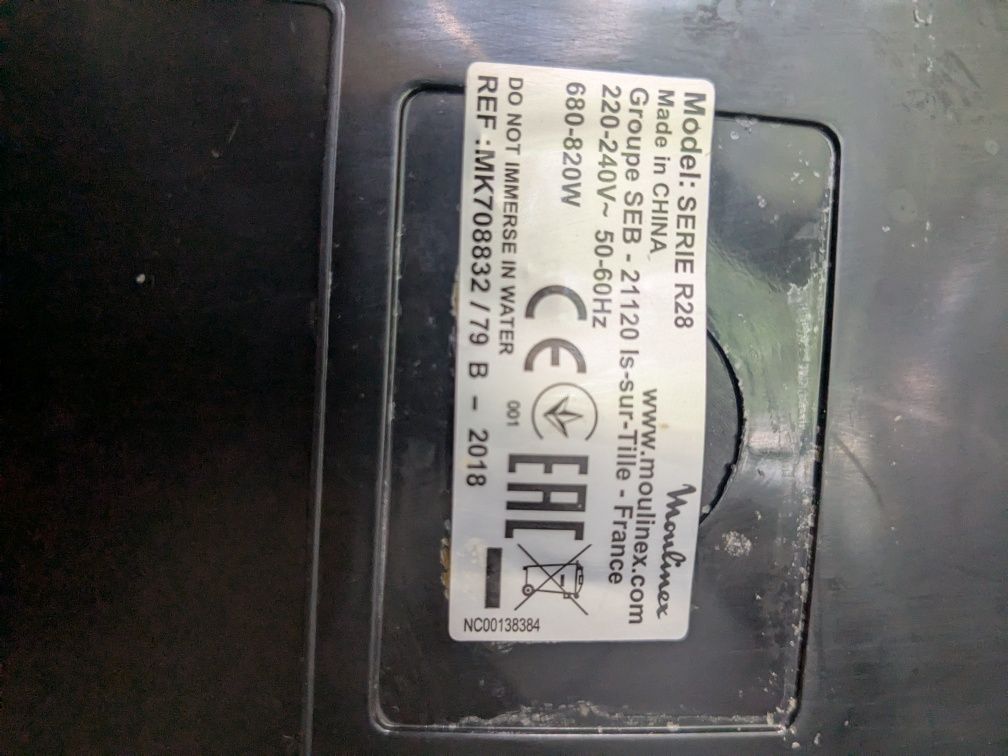 Model: SERIE R28
Made in CHINA
moulinex
www.moulinex.com
Groupe SEB - 21120 Is-sur-Tille - France
220-240V~ 50-60Hz
680-820W
CE
EAC
DO NOT IMMERSE IN WATER
001
REF :MK708832 / 79 B - 2018
NC00138384